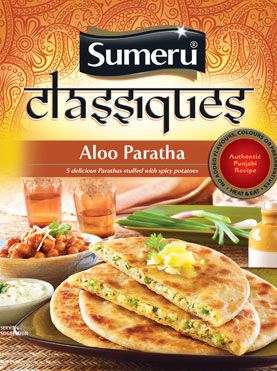 Sumeru®
classiques
Aloo Paratha
5 delicious Parathas stuffed with spicy potatoes
NO ADDED FLAVOURS, COLOURS OR
Authentic
Punjabi
Recipe
• HEAT & EAT •
SERVING
SUGGESTION